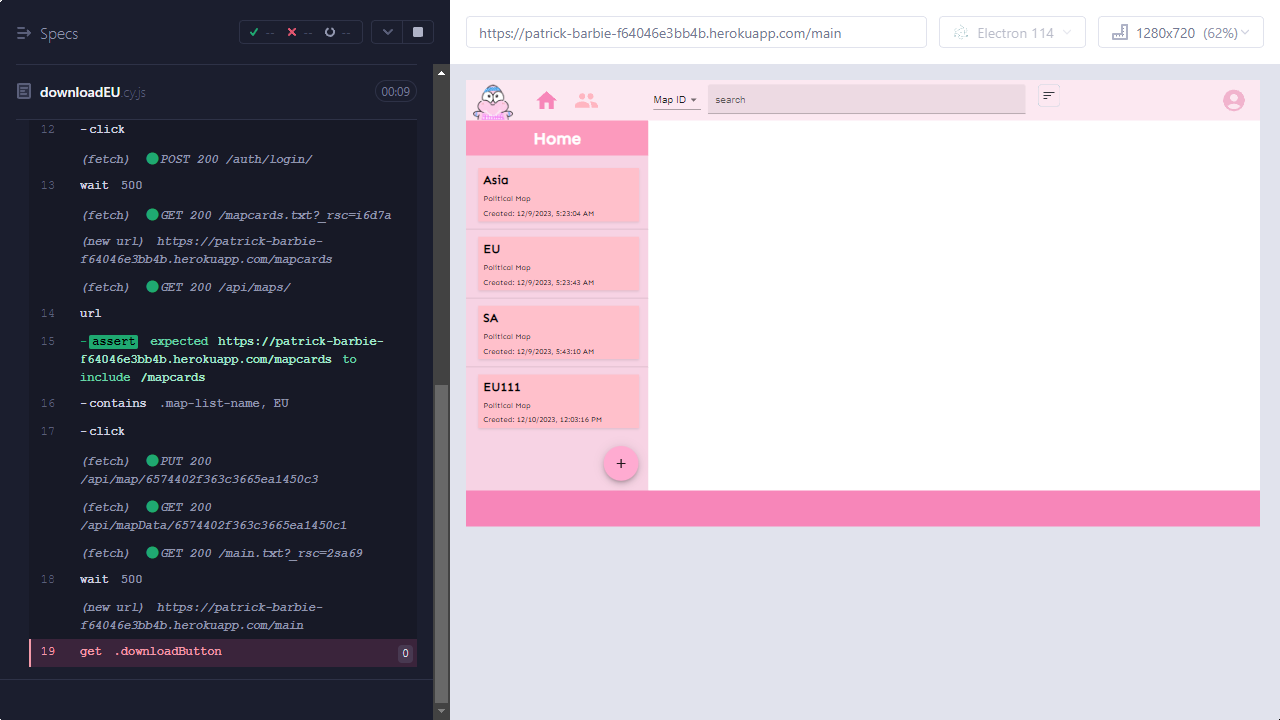 Specs
-- -- --
downloadEU.cy.js 00:09
12 -click
(fetch) POST 200 /auth/login/
13 wait 500
(fetch) GET 200 /mapcards.txt?_rsc=i6d7a
(new url) https://patrick-barbie-
f64046e3bb4b.herokuapp.com/mapcards
(fetch) GET 200 /api/maps/
14 url
15 -assert expected https://patrick-barbie-
f64046e3bb4b.herokuapp.com/mapcards to
include /mapcards
16 -contains .map-list-name, EU
17 -click
(fetch) PUT 200
/api/map/6574402f363c3665ea1450c3
(fetch) GET 200
/api/mapData/6574402f363c3665ea1450c1
(fetch) GET 200 /main.txt?_rsc=2sa69
18 wait 500
(new url) https://patrick-barbie-
f64046e3bb4b.herokuapp.com/main
19 get .downloadButton 0
https://patrick-barbie-f64046e3bb4b.herokuapp.com/main
Electron 114
1280x720 (62%)
Map ID
search
Home
Asia
Political Map
Created: 12/9/2023, 5:23:04 AM
EU
Political Map
Created: 12/9/2023, 5:23:43 AM
SA
Political Map
Created: 12/9/2023, 5:43:10 AM
EU111
Political Map
Created: 12/10/2023, 12:03:16 PM
+